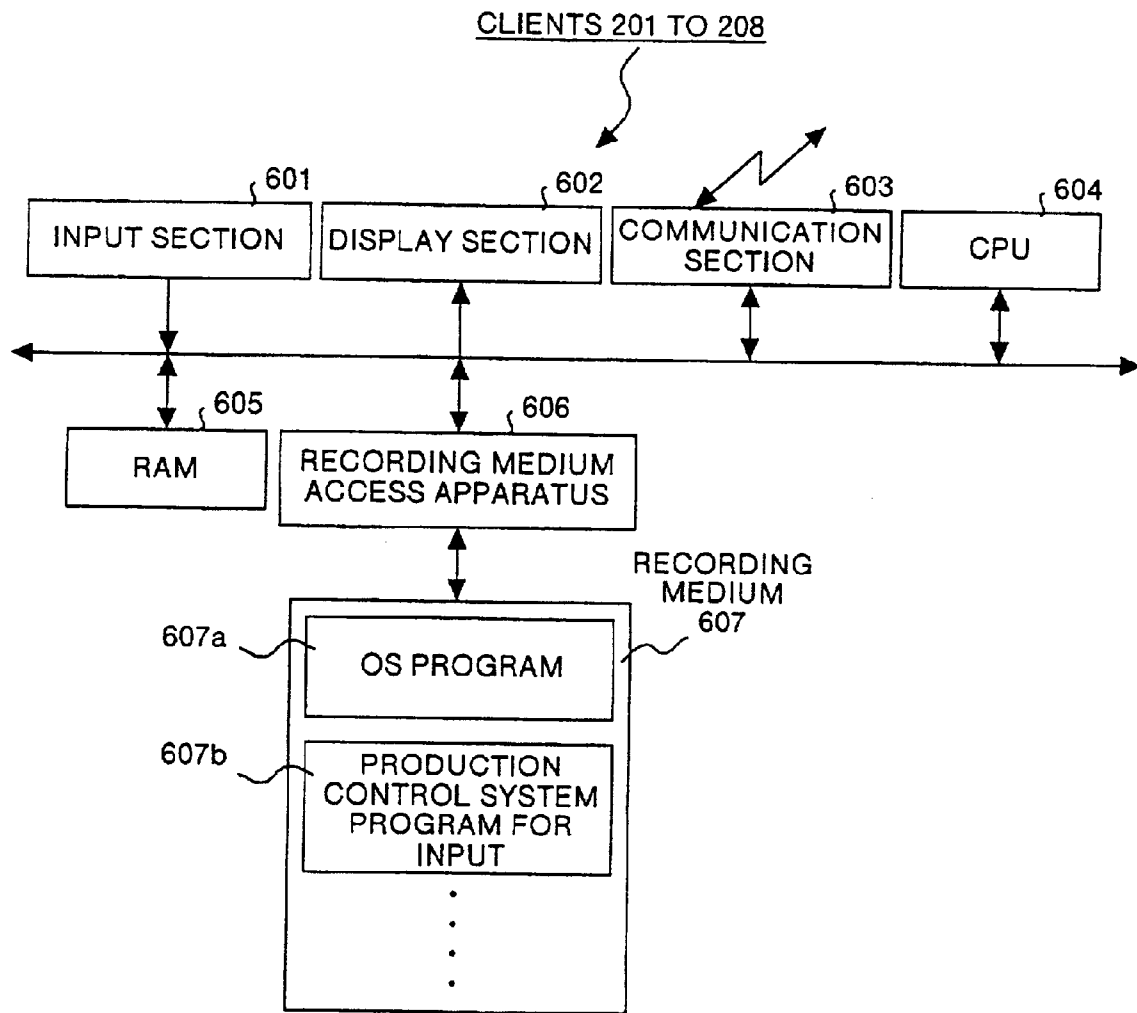 CLIENTS 201 TO 208
601
602
603
604
INPUT SECTION
DISPLAY SECTION
COMMUNICATION
SECTION
CPU
605
606
RAM
RECORDING MEDIUM
ACCESS APPARATUS
RECORDING
MEDIUM
607
607a
OS PROGRAM
607b
PRODUCTION
CONTROL SYSTEM
PROGRAM FOR
INPUT